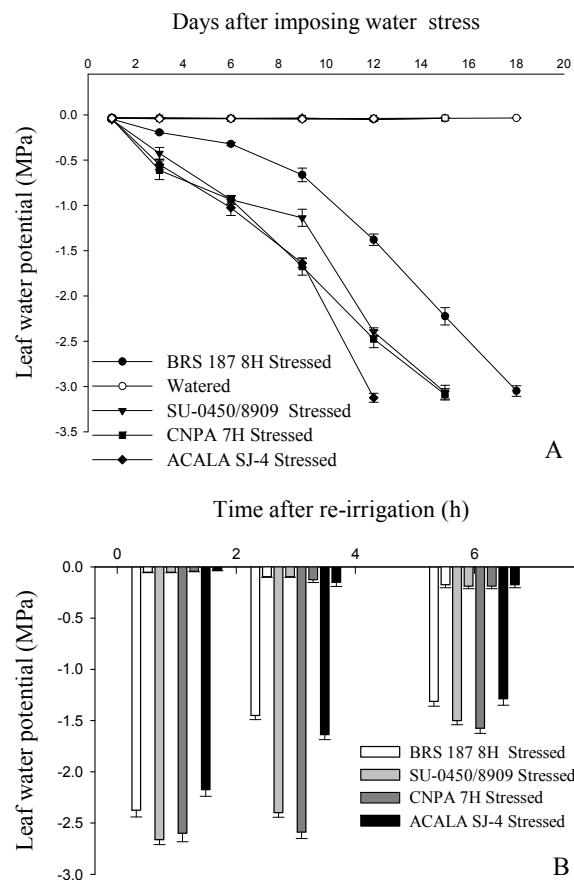 Days after imposing water stress
0 2 4 6 8 10 12 14 16 18 20
Leaf water potential (MPa)
0.0
-0.5
-1.0
-1.5
-2.0
-2.5
-3.0
-3.5
BRS 187 8H Stressed
Watered
SU-0450/8909 Stressed
CNPA 7H Stressed
ACALA SJ-4 Stressed
A
Time after re-irrigation (h)
0 2 4 6
Leaf water potential (MPa)
0.0
-0.5
-1.0
-1.5
-2.0
-2.5
-3.0
BRS 187 8H Stressed
SU-0450/8909 Stressed
CNPA 7H Stressed
ACALA SJ-4 Stressed
B